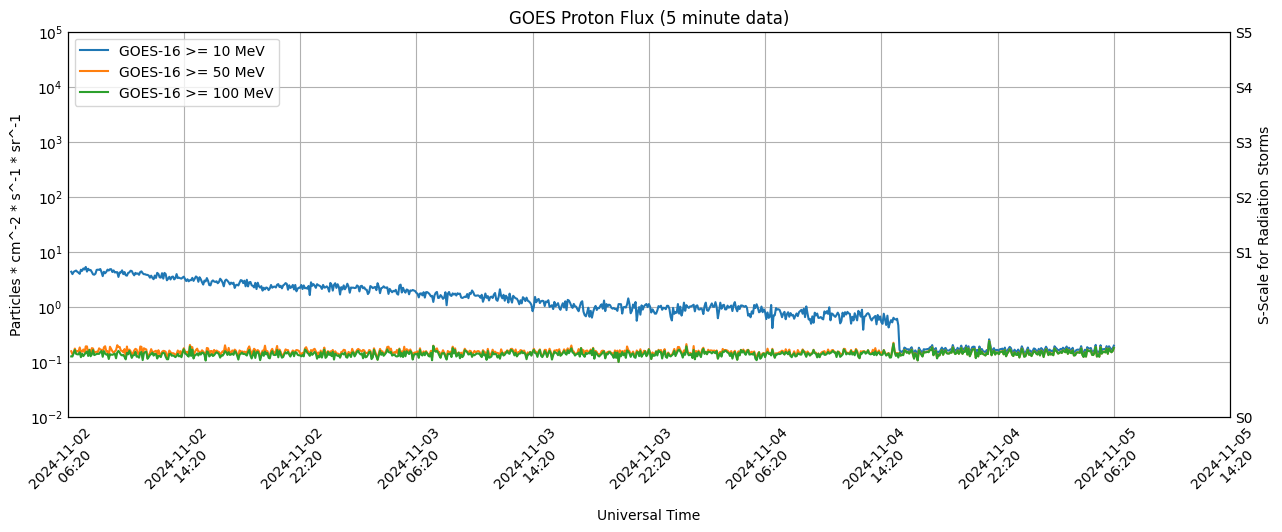 GOES Proton Flux (5 minute data)
GOES-16 >= 10 MeV
GOES-16 >= 50 MeV
GOES-16 >= 100 MeV
Particles * cm^-2 * s^-1 * sr^-1
10^5
10^4
10^3
10^2
10^1
10^0
10^-1
10^-2
S5
S4
S3
S2
S1
S0
S-Scale for Radiation Storms
2024-11-02
06:20
2024-11-02
14:20
2024-11-02
22:20
2024-11-03
06:20
2024-11-03
14:20
2024-11-03
22:20
2024-11-04
06:20
2024-11-04
14:20
2024-11-04
22:20
2024-11-05
06:20
2024-11-05
14:20
Universal Time